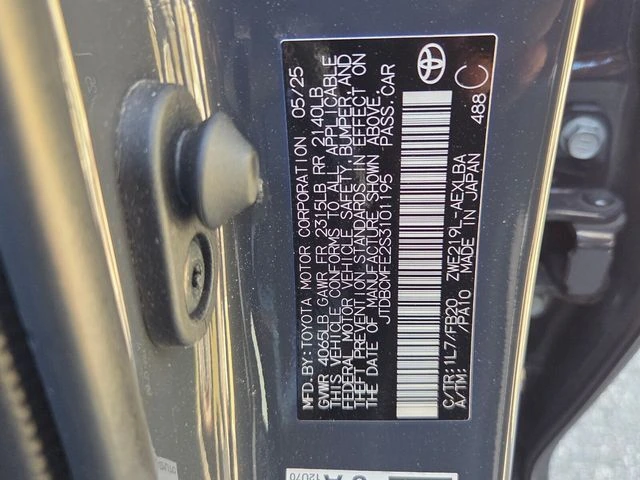 MFD.BY:TOYOTA MOTOR CORPORATION 05/25
GVWR 4065LB GAWR FR 2315LB RR 2140LB
THIS VEHICLE CONFORMS TO ALL APPLICABLE
FEDERAL MOTOR VEHICLE SAFETY,BUMPER,AND
THEFT PREVENTION STANDARDS IN EFFECT ON
THE DATE OF MANUFACTURE SHOWN ABOVE.
JTDBCMFE2S3101195 PASS.CAR
C/TR:1L7/FB20 ZWE219L-AEXLBA
A/TM: /PA10 MADE IN JAPAN
488 C
12070